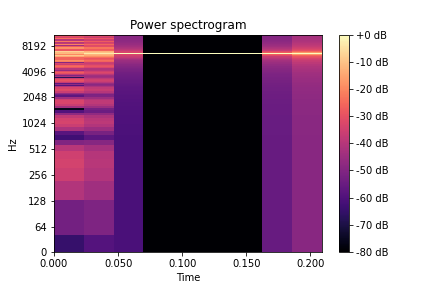 Power spectrogram
Hz
8192
4096
2048
1024
512
256
128
64
0
0.000 0.050 0.100 0.150 0.200
Time
+0 dB
-10 dB
-20 dB
-30 dB
-40 dB
-50 dB
-60 dB
-70 dB
-80 dB